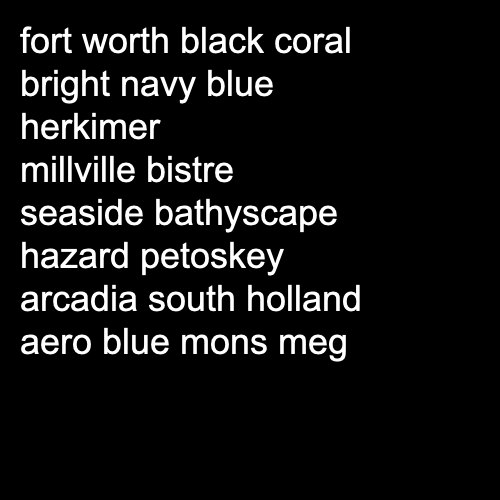 fort worth black coral
bright navy blue
herkimer
millville bistre
seaside bathyscape
hazard petoskey
arcadia south holland
aero blue mons meg